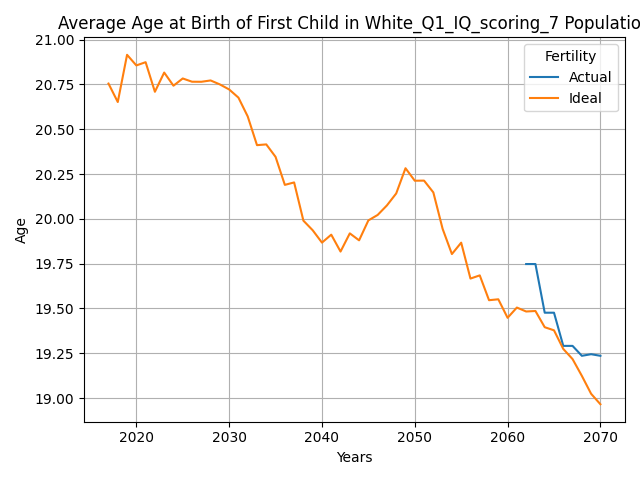 Average Age at Birth of First Child in White_Q1_IQ_scoring_7 Populatio
21.00
20.75
20.50
20.25
20.00
19.75
19.50
19.25
19.00
Age
Fertility
Actual
Ideal
2020 2030 2040 2050 2060 2070
Years